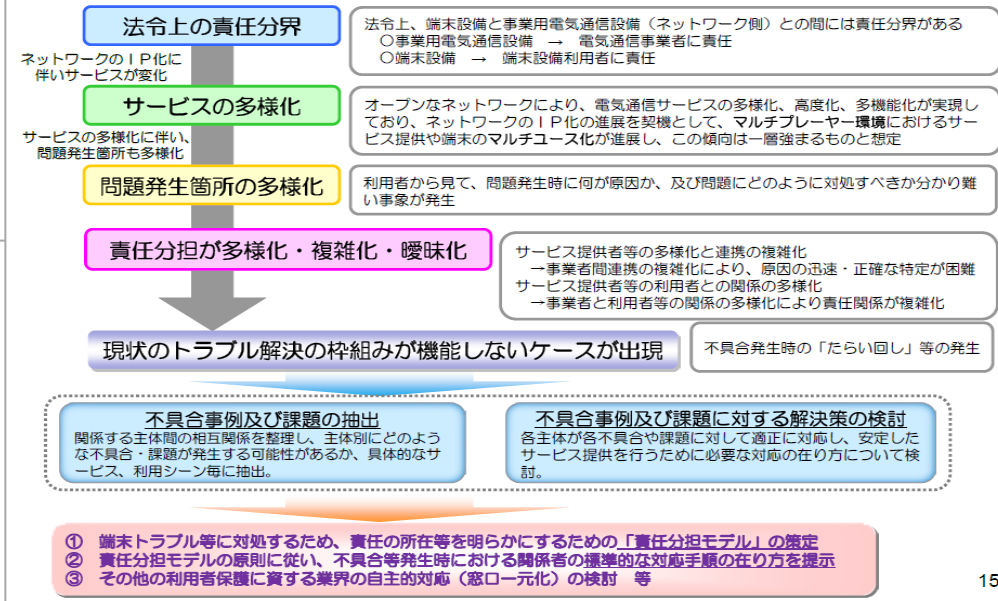 法令上の責任分界
法令上、端末設備と事業用電気通信設備（ネットワーク側）との間には責任分界がある
○事業用電気通信設備　→　電気通信事業者に責任
○端末設備　→　端末設備利用者に責任
ネットワークのＩＰ化に
伴いサービスが変化
サービスの多様化
オープンなネットワークにより、電気通信サービスの多様化、高度化、多機能化が実現し
ており、ネットワークのＩＰ化の進展を契機として、マルチプレーヤー環境におけるサー
ビス提供や端末のマルチユース化が進展し、この傾向は一層強まるものと想定
サービスの多様化に伴い、
問題発生箇所も多様化
問題発生箇所の多様化
利用者から見て、問題発生時に何が原因か、及び問題にどのように対処すべきか分かり難
い事象が発生
責任分担が多様化・複雑化・曖昧化
サービス提供者等の多様化と連携の複雑化
→事業者間連携の複雑化により、原因の迅速・正確な特定が困難
サービス提供者等の利用者との関係の多様化
→事業者と利用者等の関係の多様化により責任関係が複雑化
現状のトラブル解決の枠組みが機能しないケースが出現
不具合発生時の「たらい回し」等の発生
不具合事例及び課題の抽出
関係する主体間の相互関係を整理し、主体別にどのよう
な不具合・課題が発生する可能性があるか、具体的なサ
ービス、利用シーン毎に抽出。
不具合事例及び課題に対する解決策の検討
各主体が各不具合や課題に対して適正に対応し、安定した
サービス提供を行うために必要な対応の在り方について検
討。
①　端末トラブル等に対処するため、責任の所在等を明らかにするための「責任分担モデル」の策定
②　責任分担モデルの原則に従い、不具合等発生時における関係者の標準的な対応手順の在り方を提示
③　その他の利用者保護に資する業界の自主的対応（窓口一元化）の検討　等
15